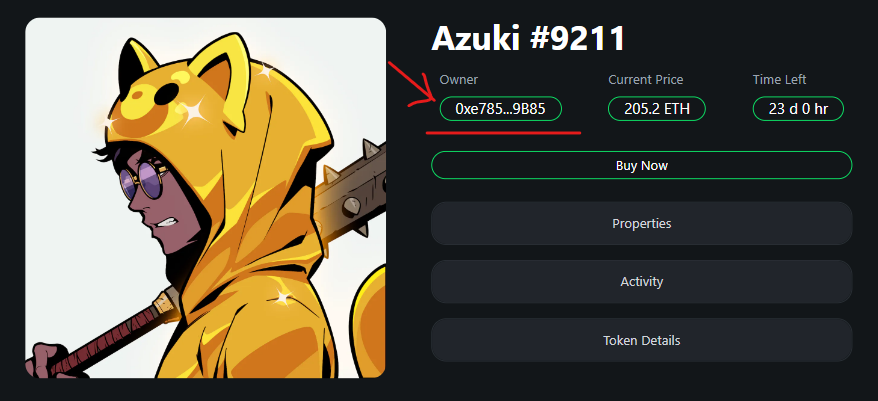 Azuki #9211
Owner Current Price Time Left
0xe785...9B85 205.2 ETH 23 d 0 hr
Buy Now
Properties
Activity
Token Details